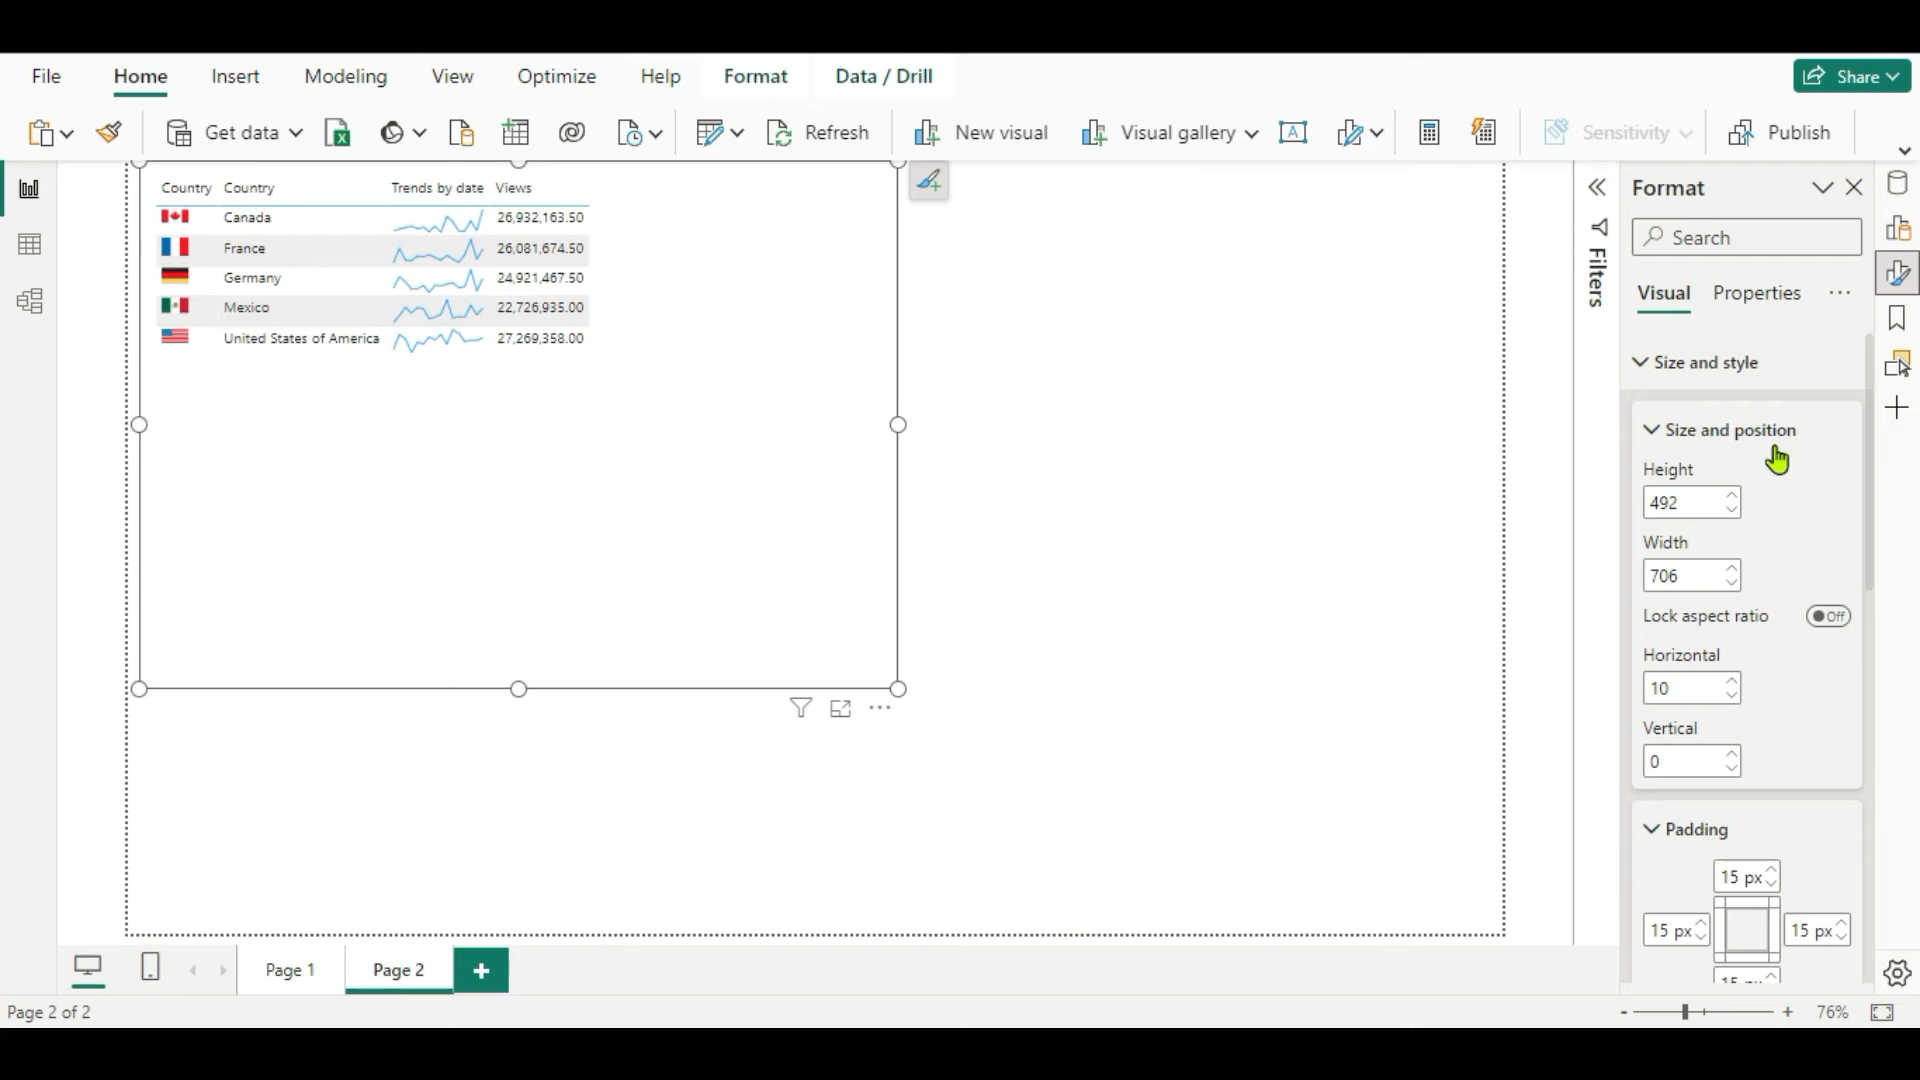 File Home Insert Modeling View Optimize Help Format Data / Drill Share
Get data Refresh New visual Visual gallery Sensitivity Publish
Country Country Trends by date Views
Canada 26,932,163.50
France 26,081,674.50
Germany 24,921,467.50
Mexico 22,726,935.00
United States of America 27,269,358.00
Filters
Format
Search
Visual Properties
Size and style
Size and position
Height
492
Width
706
Lock aspect ratio Off
Horizontal
10
Vertical
0
Padding
15 px
15 px 15 px
Page 1 Page 2
Page 2 of 2 76%